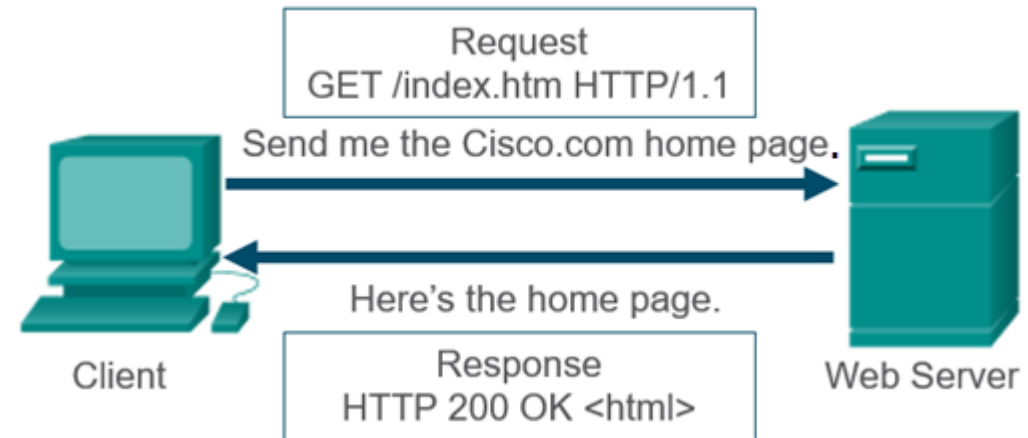 Request
GET /index.htm HTTP/1.1
Send me the Cisco.com home page.
Here’s the home page.
Client
Response
HTTP 200 OK <html>
Web Server